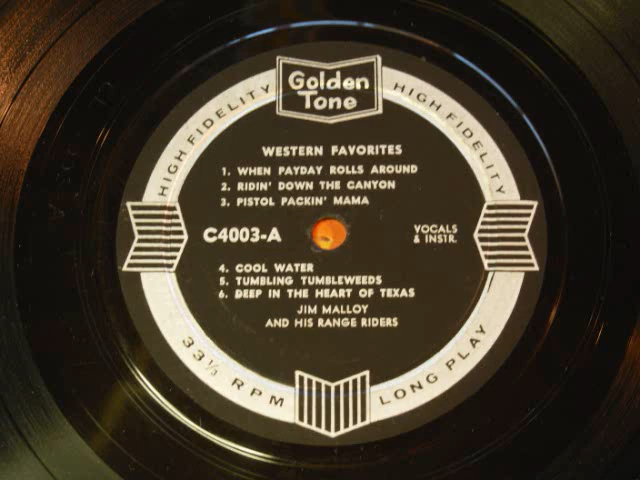 Golden
Tone
HIGH FIDELITY
HIGH FIDELITY
WESTERN FAVORITES
1. WHEN PAYDAY ROLLS AROUND
2. RIDIN' DOWN THE CANYON
3. PISTOL PACKIN' MAMA
C4003-A
VOCALS
& INSTR.
4. COOL WATER
5. TUMBLING TUMBLEWEEDS
6. DEEP IN THE HEART OF TEXAS
JIM MALLOY
AND HIS RANGE RIDERS
33⅓ RPM
LONG PLAY